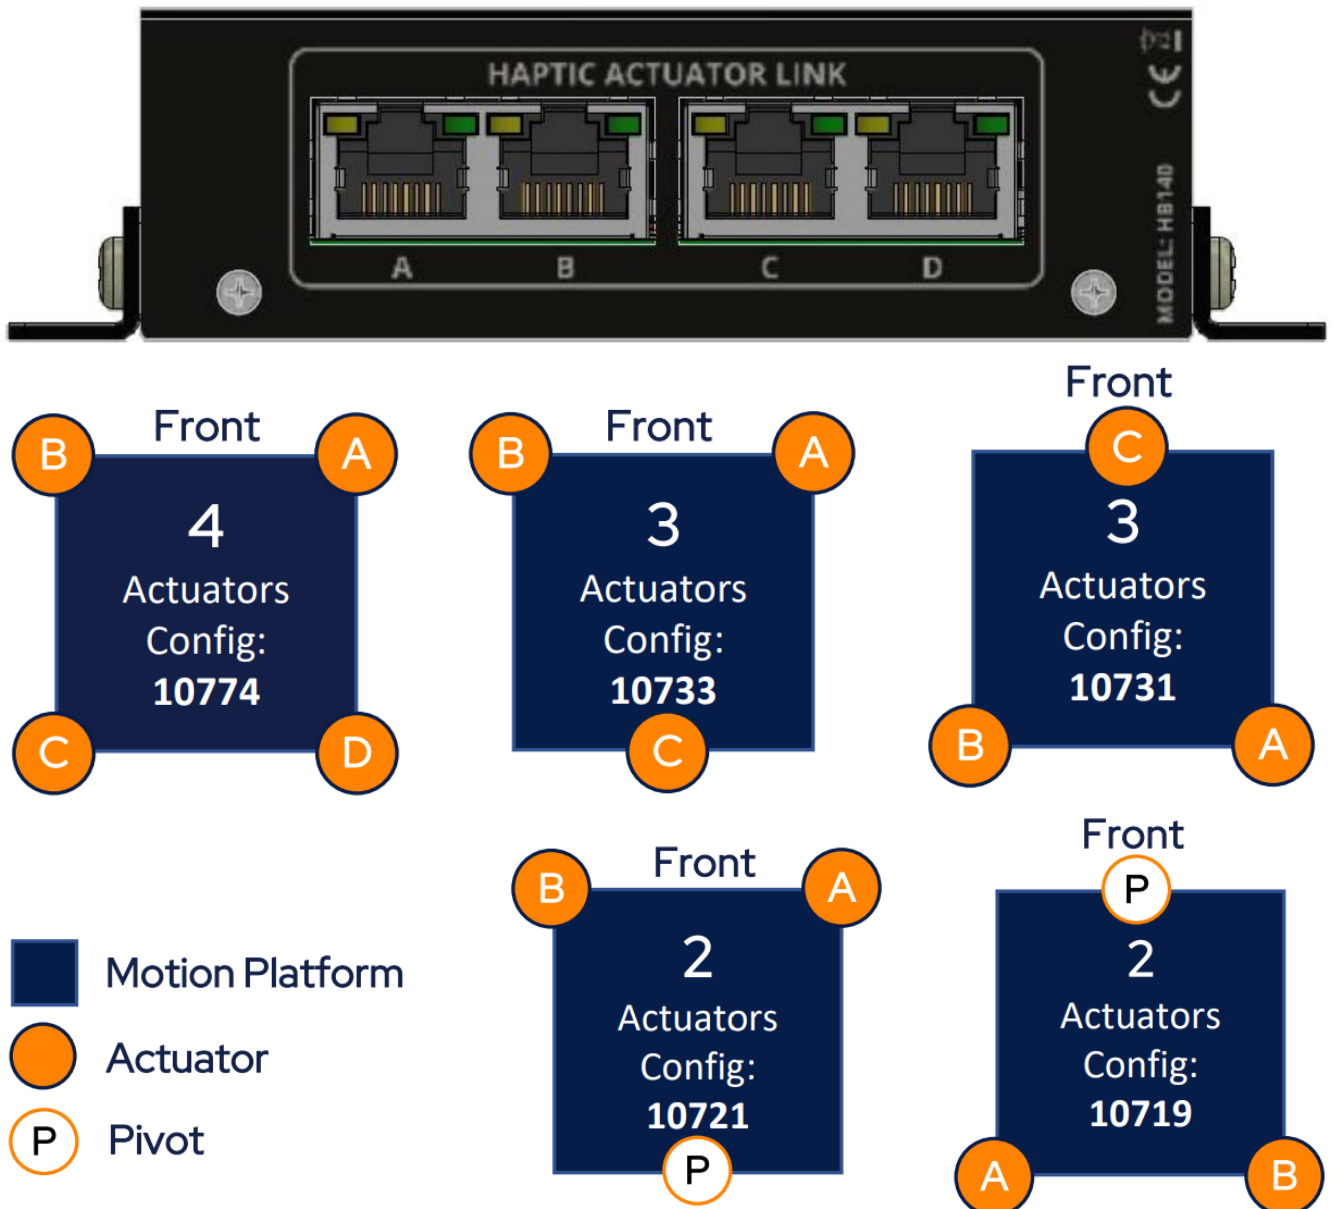 HAPTIC ACTUATOR LINK
A B C D
CE
MODEL: HB140
Front
B A
4
Actuators
Config:
10774
C D
Front
B A
3
Actuators
Config:
10733
C
Front
C
3
Actuators
Config:
10731
B A
Front
B A
2
Actuators
Config:
10721
P
Front
P
2
Actuators
Config:
10719
A B
Motion Platform
Actuator
P Pivot